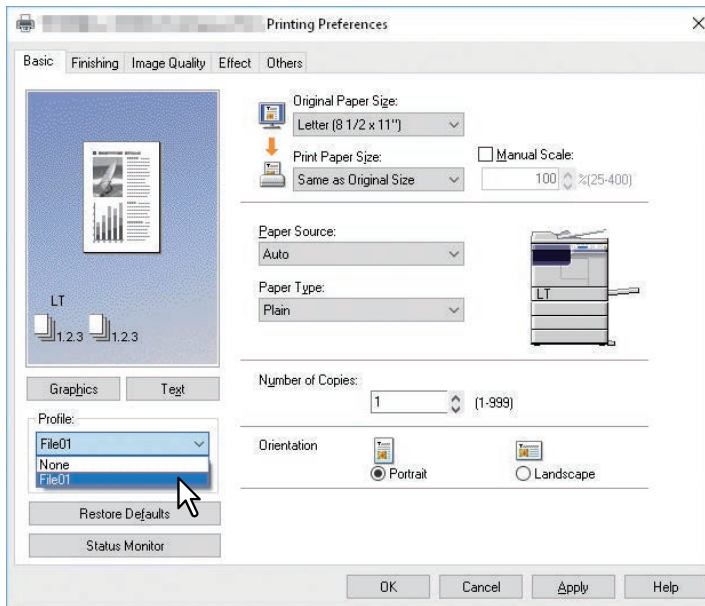 Printing Preferences
Basic Finishing Image Quality Effect Others
Original Paper Size:
Letter (8 1/2 x 11")
Print Paper Size:
Manual Scale:
Same as Original Size
100 %(25-400)
Paper Source:
Auto
LT
Paper Type:
Plain
LT
1.2.3 1.2.3
Graphics Text
Number of Copies:
1 (1-999)
Profile:
File01
None
File01
Orientation
Portrait Landscape
Restore Defaults
Status Monitor
OK Cancel Apply Help